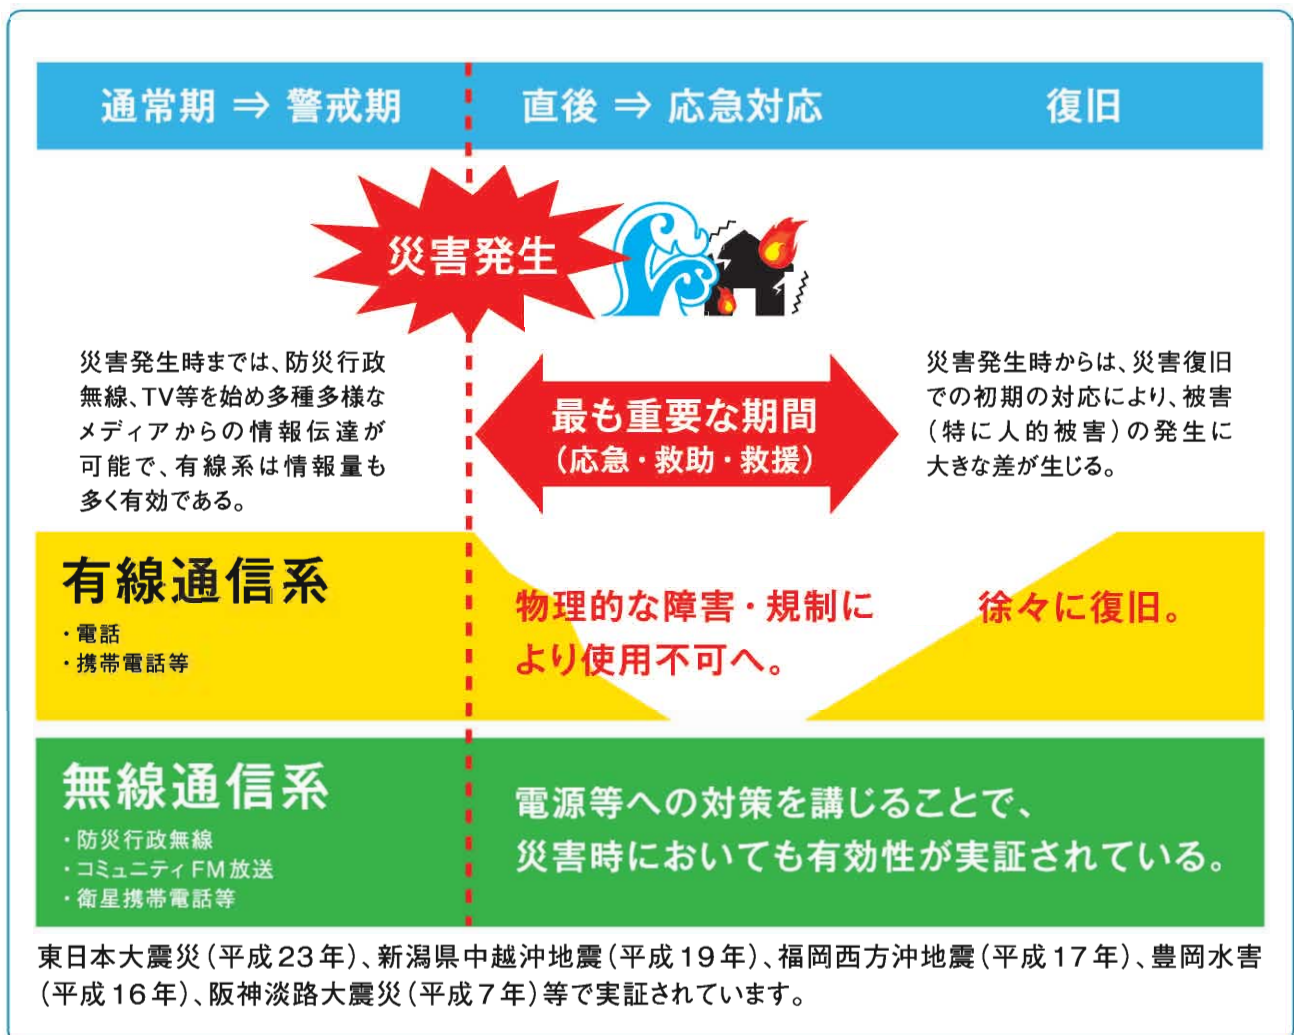 通常期 ⇒ 警戒期
直後 ⇒ 応急対応
復旧
災害発生
災害発生時までは、防災行政
無線、TV等を始め多種多様な
メディアからの情報伝達が
可能で、有線系は情報量も
多く有効である。
最も重要な期間
（応急・救助・救援）
災害発生時からは、災害復旧
での初期の対応により、被害
（特に人的被害）の発生に
大きな差が生じる。
有線通信系
・電話
・携帯電話等
物理的な障害・規制に
より使用不可へ。
徐々に復旧。
無線通信系
・防災行政無線
・コミュニティFM放送
・衛星携帯電話等
電源等への対策を講じることで、
災害時においても有効性が実証されている。
東日本大震災（平成23年）、新潟県中越沖地震（平成19年）、福岡西方沖地震（平成17年）、豊岡水害
（平成16年）、阪神淡路大震災（平成7年）等で実証されています。